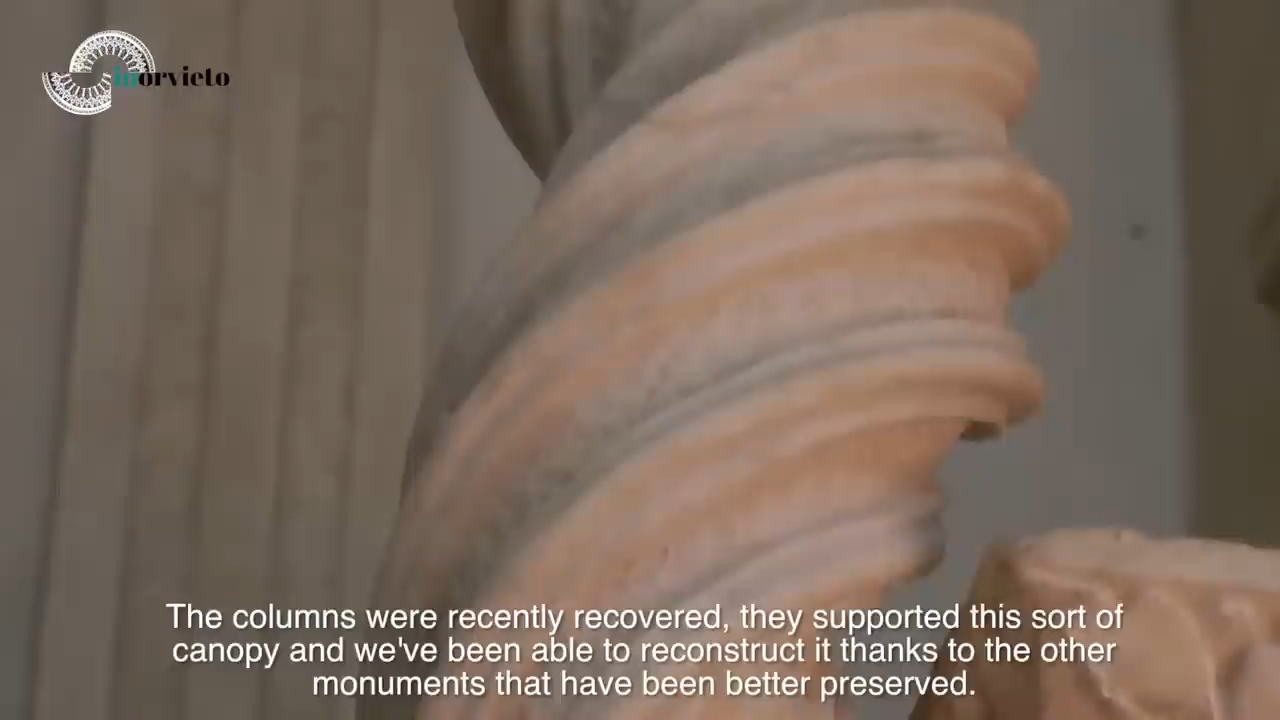 inorvieto
The columns were recently recovered, they supported this sort of
canopy and we've been able to reconstruct it thanks to the other
monuments that have been better preserved.